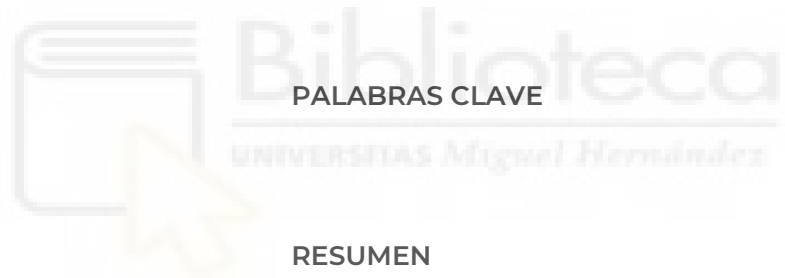 Biblioteca
PALABRAS CLAVE
UNIVERSITAS Miguel Hernández
RESUMEN